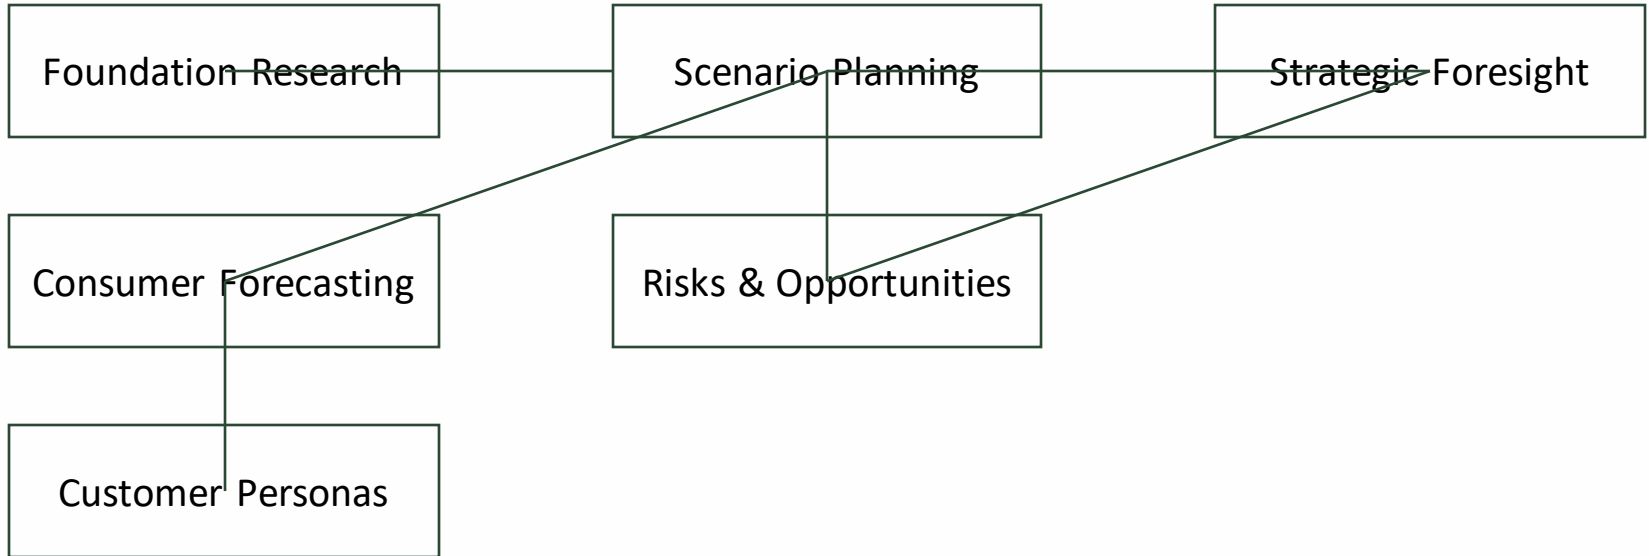 Foundation Research
Scenario Planning
Strategic Foresight
Consumer Forecasting
Risks & Opportunities
Customer Personas